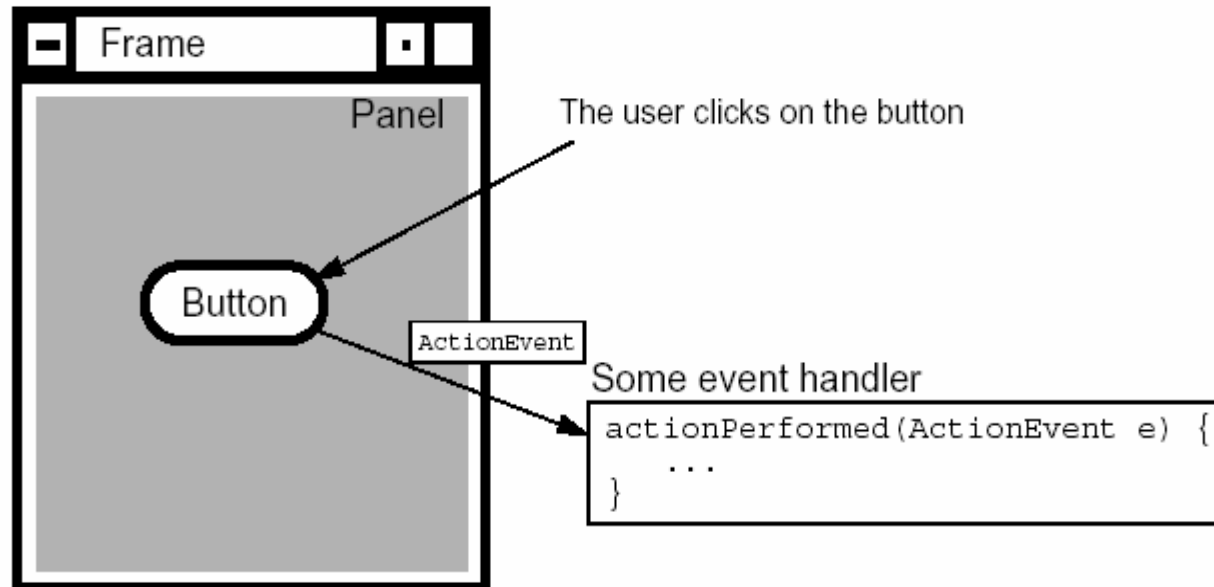 Frame
Panel
The user clicks on the button
Button
ActionEvent
Some event handler
actionPerformed(ActionEvent e) {
...
}